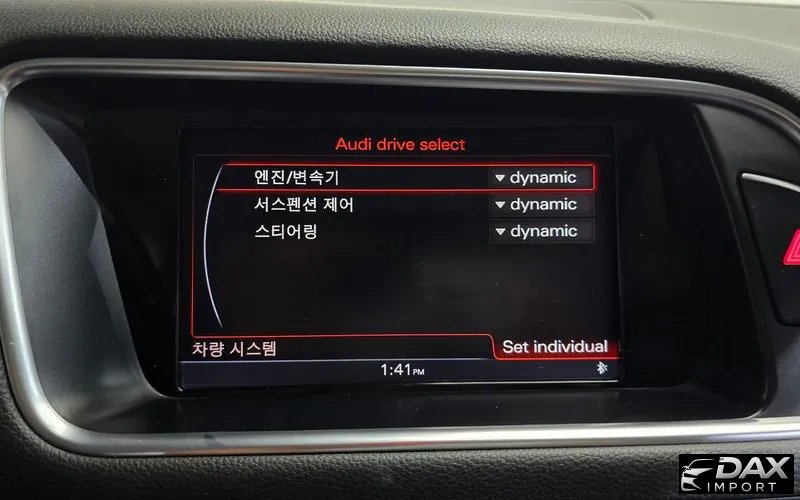 Audi drive select
엔진/변속기 dynamic
서스펜션 제어 dynamic
스티어링 dynamic
차량 시스템 Set individual
1:41PM
DAX
IMPORT